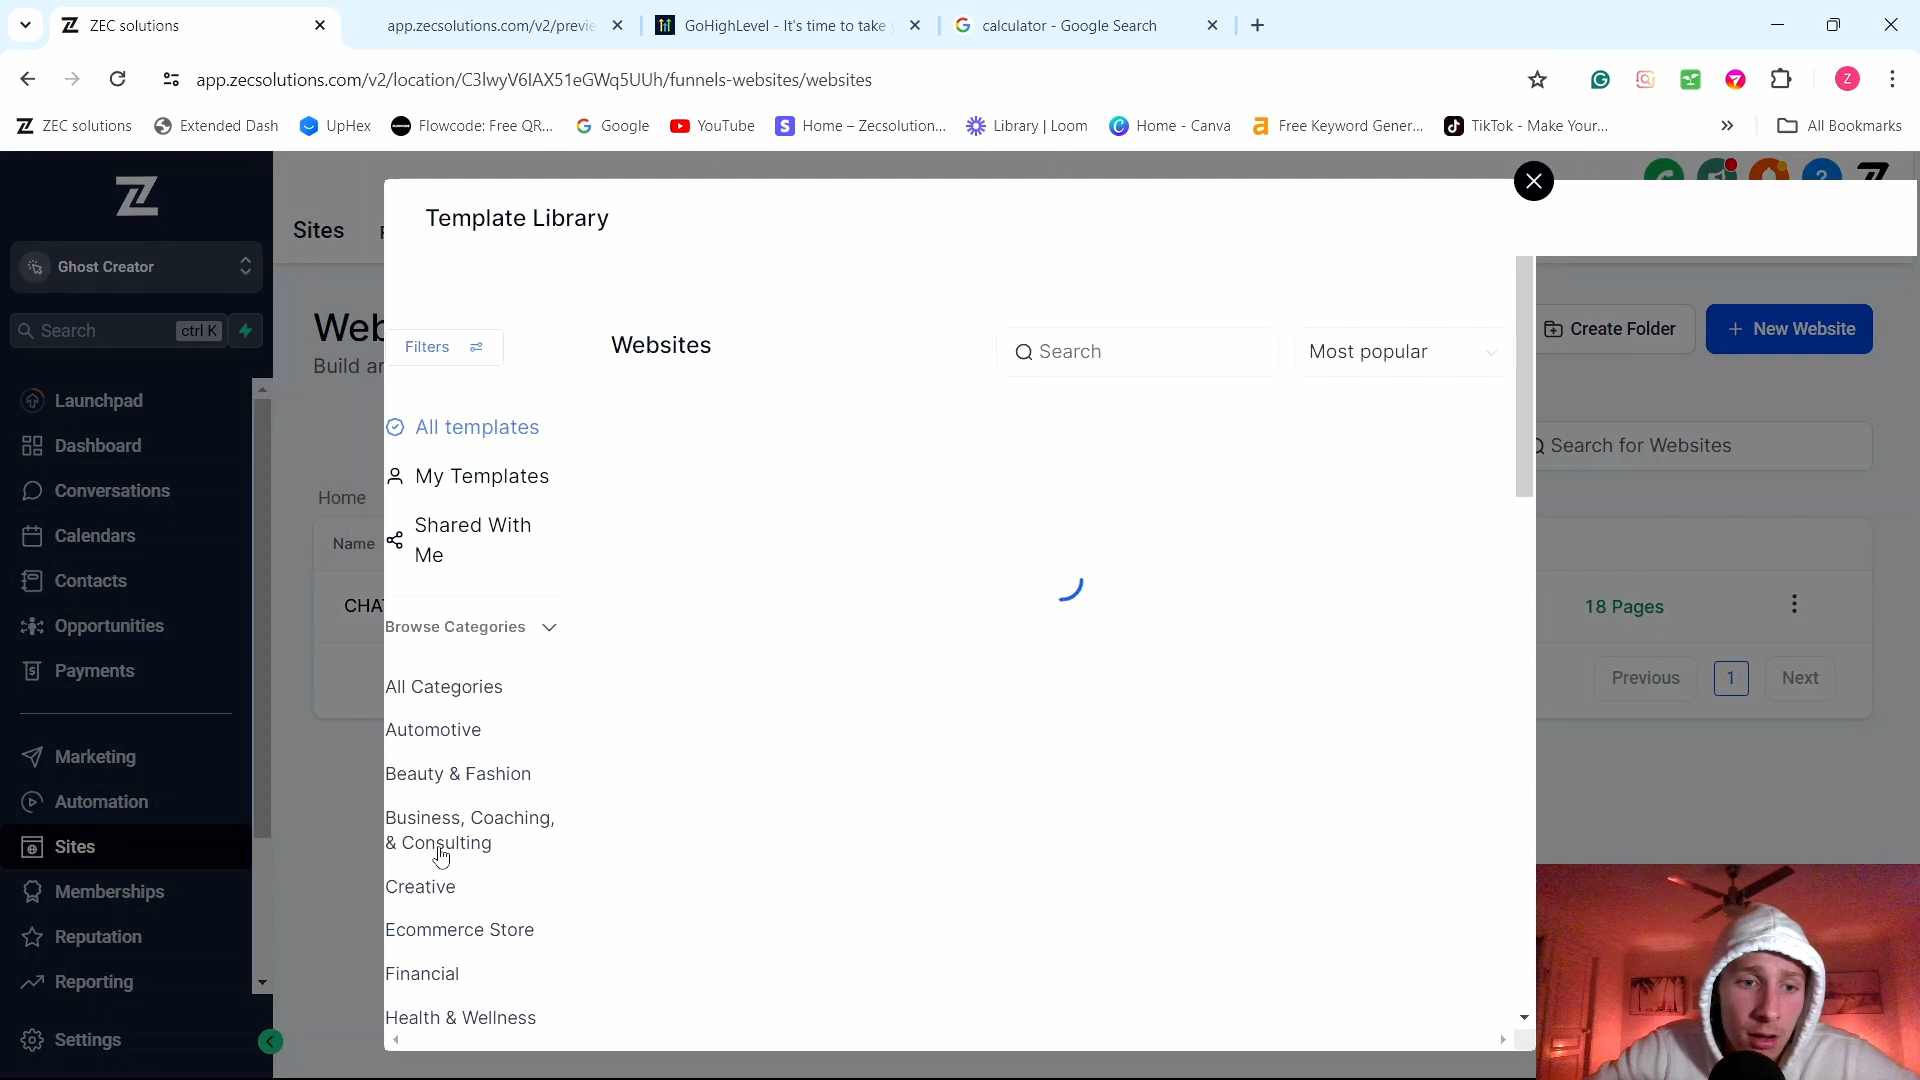 ZEC solutions
app.zecsolutions.com/v2/previe
GoHighLevel - It's time to take
calculator - Google Search
app.zecsolutions.com/v2/location/C3lwyV6IAX51eGWq5UUh/funnels-websites/websites
Z
ZEC solutions
Extended Dash
UpHex
Flowcode: Free QR...
Google
YouTube
Home – Zecsolution...
Library | Loom
Home - Canva
Free Keyword Gener...
TikTok - Make Your...
All Bookmarks
Ghost Creator
Search
ctrl K
Launchpad
Dashboard
Conversations
Calendars
Contacts
Opportunities
Payments
Marketing
Automation
Sites
Memberships
Reputation
Reporting
Settings
Sites
Web
Build ar
Create Folder
+ New Website
Search for Websites
Home
Name
CHA
18 Pages
Previous
1
Next
Template Library
Filters
Websites
Search
Most popular
All templates
My Templates
Shared With
Me
Browse Categories
All Categories
Automotive
Beauty & Fashion
Business, Coaching,
& Consulting
Creative
Ecommerce Store
Financial
Health & Wellness